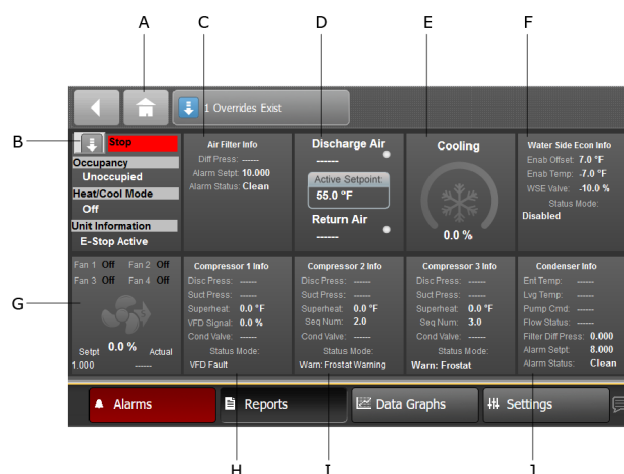 A
C
D
E
F
1 Overrides Exist
B
Stop
Occupancy
Unoccupied
Heat/Cool Mode
Off
Unit Information
E-Stop Active
Air Filter Info
Diff Press: ------
Alarm Setpt: 10.000
Alarm Status: Clean
Discharge Air
------
Active Setpoint:
55.0 ºF
Return Air
------
Cooling
0.0 %
Water Side Econ Info
Enab Offset: 7.0 ºF
Enab Temp: -7.0 ºF
WSE Valve: -10.0 %
Status Mode:
Disabled
G
Fan 1 Off Fan 2 Off
Fan 3 Off Fan 4 Off
0.0 %
Setpt Actual
1.000 ------
Compressor 1 Info
Disc Press: ------
Suct Press: ------
Superheat: 0.0 ºF
VFD Signal: 0.0 %
Cond Valve: ------
Status Mode:
VFD Fault
Compressor 2 Info
Disc Press: ------
Suct Press: ------
Superheat: 0.0 ºF
Seq Num: 2.0
Cond Valve: ------
Status Mode:
Warn: Frostat Warning
Compressor 3 Info
Disc Press: ------
Suct Press: ------
Superheat: 0.0 ºF
Seq Num: 3.0
Cond Valve: ------
Status Mode:
Warn: Frostat
Condenser Info
Ent Temp: ------
Lvg Temp: ------
Pump Cmd: ------
Flow Status: ------
Filter Diff Press: 0.000
Alarm Setpt: 8.000
Alarm Status: Clean
Alarms
Reports
Data Graphs
Settings
H
I
J